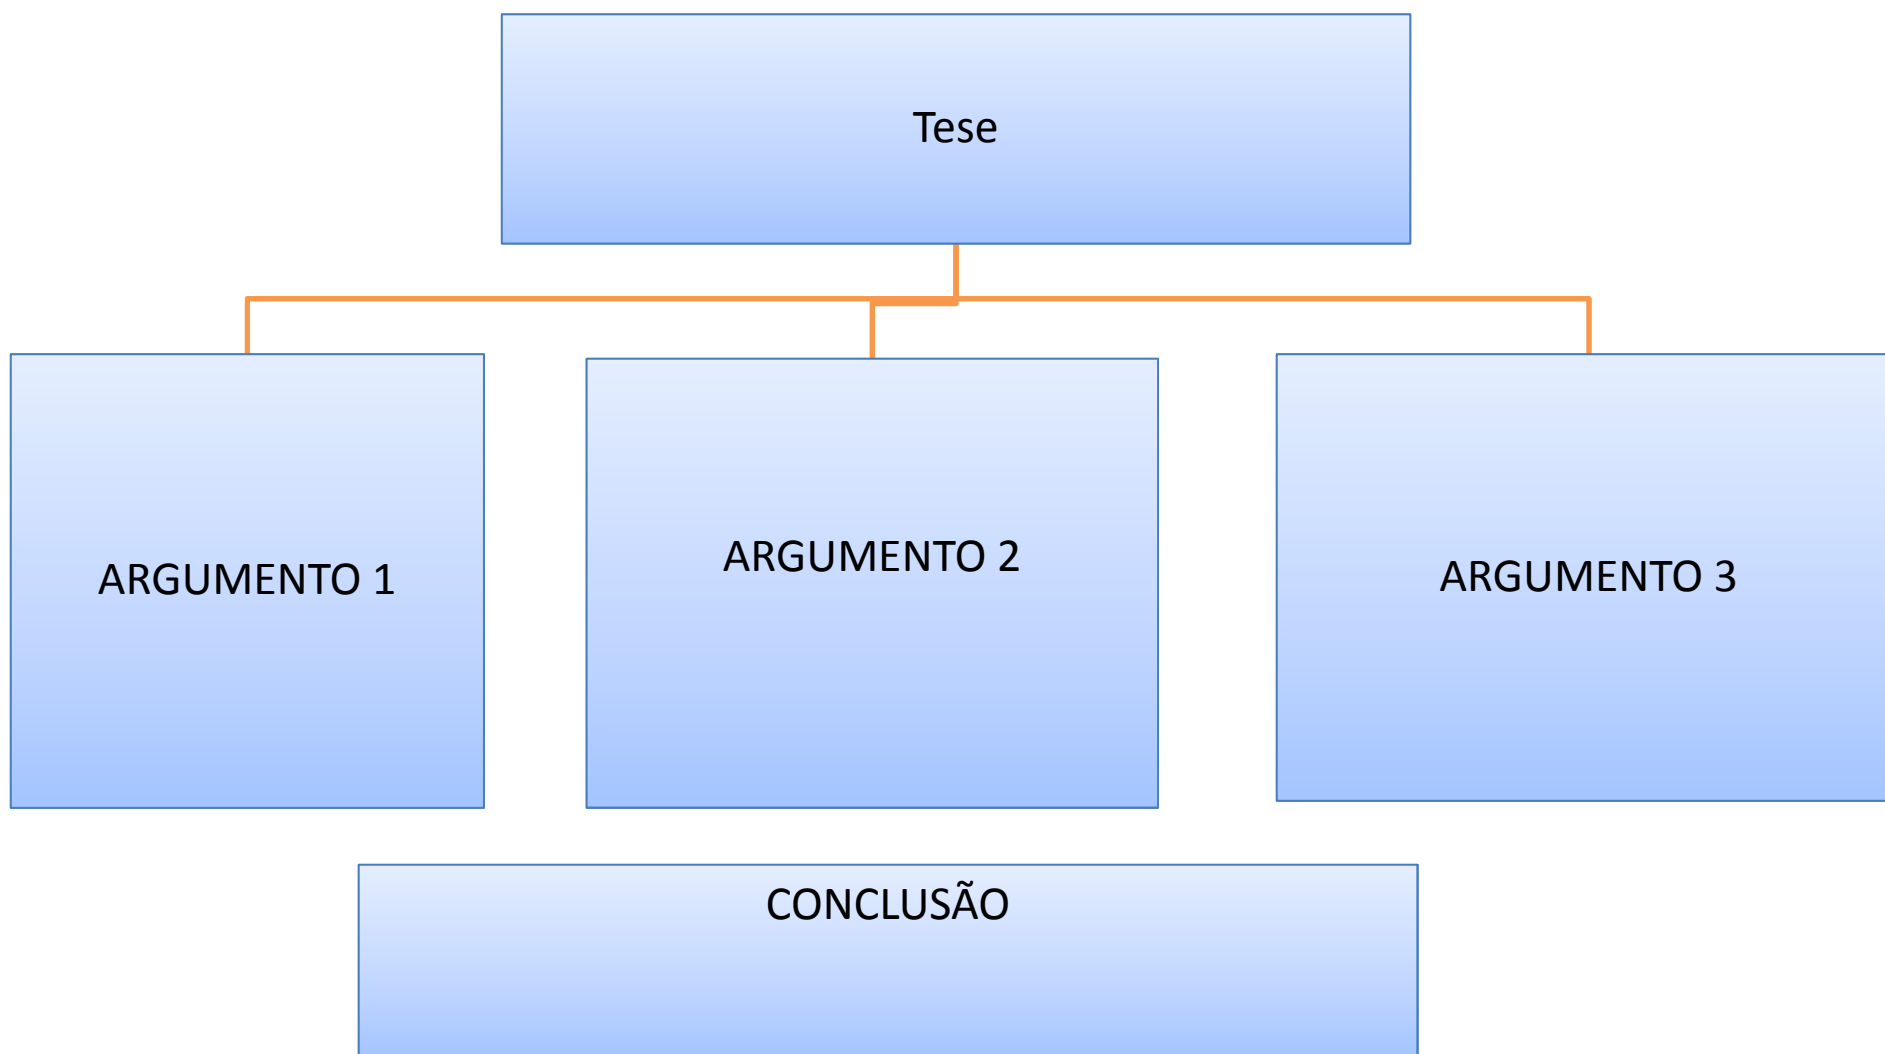 Tese
ARGUMENTO 1
ARGUMENTO 2
ARGUMENTO 3
CONCLUSÃO